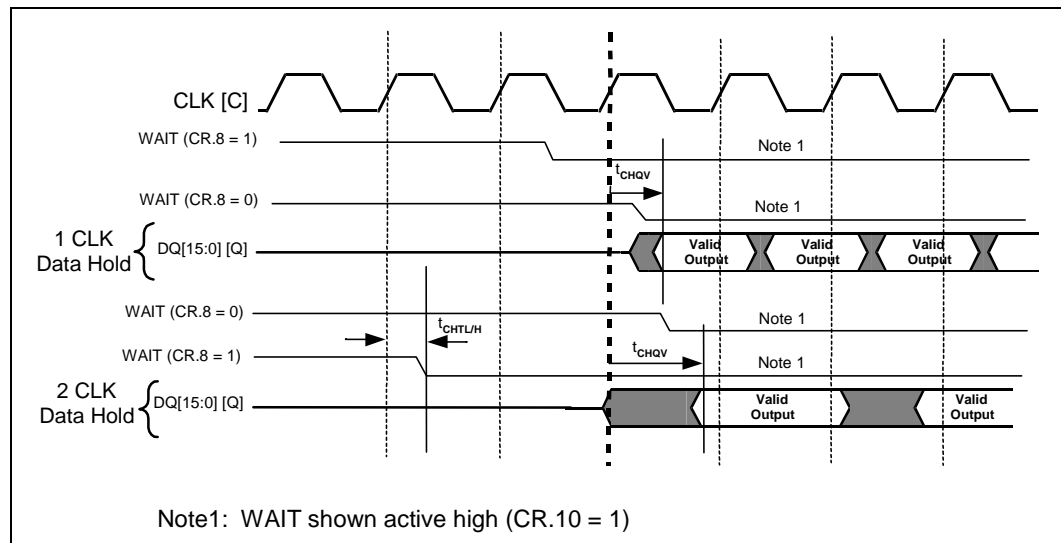 CLK [C]
WAIT (CR.8 = 1)
Note 1
tCHQV
WAIT (CR.8 = 0)
Note 1
1 CLK
Data Hold
DQ[15:0] [Q]
Valid
Output
Valid
Output
Valid
Output
WAIT (CR.8 = 0)
Note 1
tCHTL/H
tCHQV
WAIT (CR.8 = 1)
Note 1
2 CLK
Data Hold
DQ[15:0] [Q]
Valid
Output
Valid
Output
Note1: WAIT shown active high (CR.10 = 1)